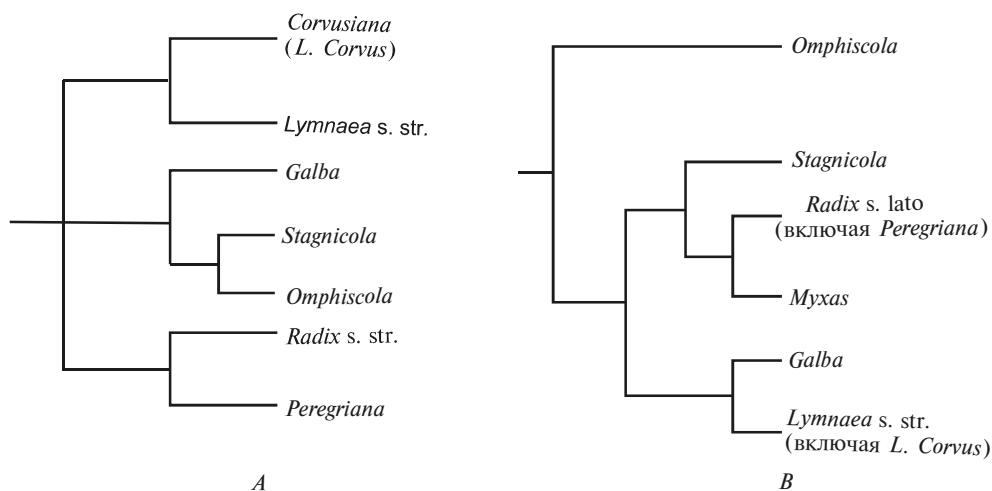 Corvusiana
(L. Corvus)
Lymnaea s. str.
Galba
Stagnicola
Omphiscola
Radix s. str.
Peregriana
A
Omphiscola
Stagnicola
Radix s. lato
(включая Peregriana)
Myxas
Galba
Lymnaea s. str.
(включая L. Corvus)
B